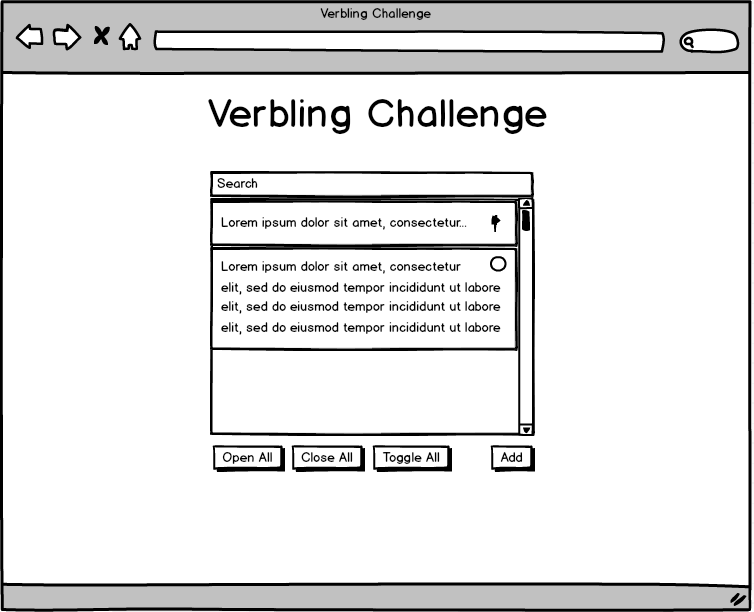 Verbling Challenge
Verbling Challenge
Search
Lorem ipsum dolor sit amet, consectetur...
Lorem ipsum dolor sit amet, consectetur
elit, sed do eiusmod tempor incididunt ut labore
elit, sed do eiusmod tempor incididunt ut labore
elit, sed do eiusmod tempor incididunt ut labore
Open All Close All Toggle All Add